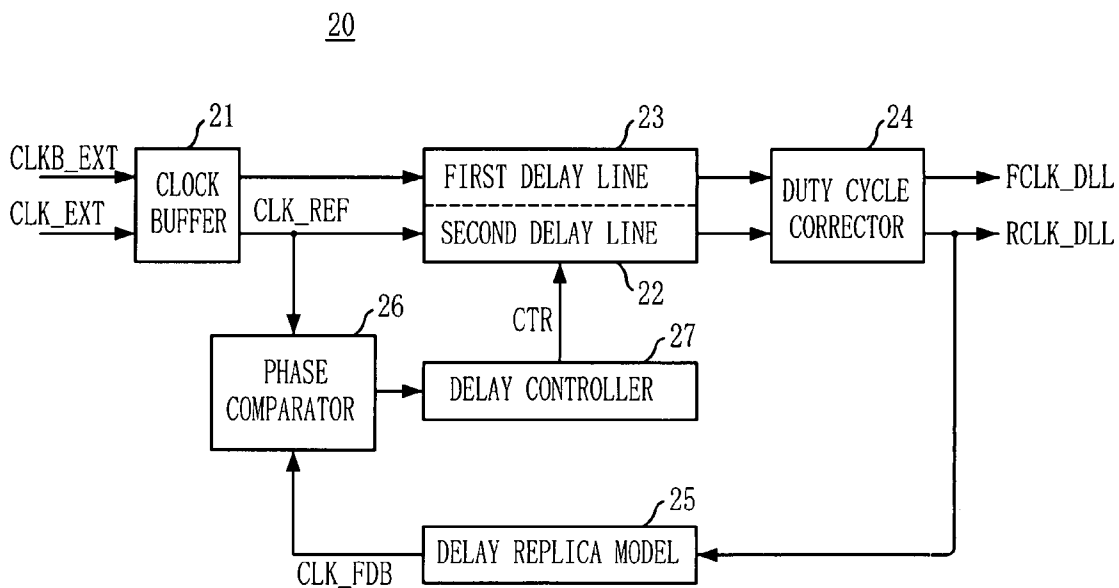 20
21
23
24
CLKB_EXT
CLK_EXT
CLOCK
BUFFER
CLK_REF
FIRST DELAY LINE
SECOND DELAY LINE
DUTY CYCLE
CORRECTOR
FCLK_DLL
RCLK_DLL
22
26
CTR
27
PHASE
COMPARATOR
DELAY CONTROLLER
25
DELAY REPLICA MODEL
CLK_FDB